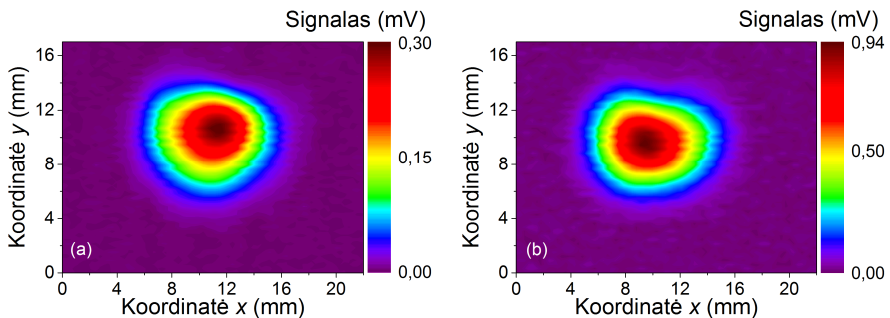 Signalas (mV)
0,30
0,15
0,00
16
12
8
4
0
Koordinatė y (mm)
(a)
0 4 8 12 16 20
Koordinatė x (mm)
Signalas (mV)
0,94
0,50
0,00
16
12
8
4
0
Koordinatė y (mm)
(b)
0 4 8 12 16 20
Koordinatė x (mm)